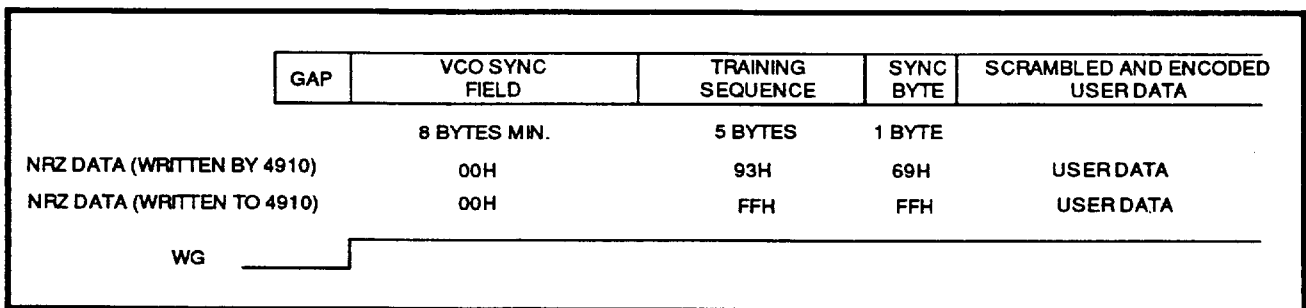 GAP VCO SYNC FIELD TRAINING SEQUENCE SYNC BYTE SCRAMBLED AND ENCODED USER DATA
8 BYTES MIN. 5 BYTES 1 BYTE
NRZ DATA (WRITTEN BY 4910) 00H 93H 69H USER DATA
NRZ DATA (WRITTEN TO 4910) 00H FFH FFH USER DATA
WG